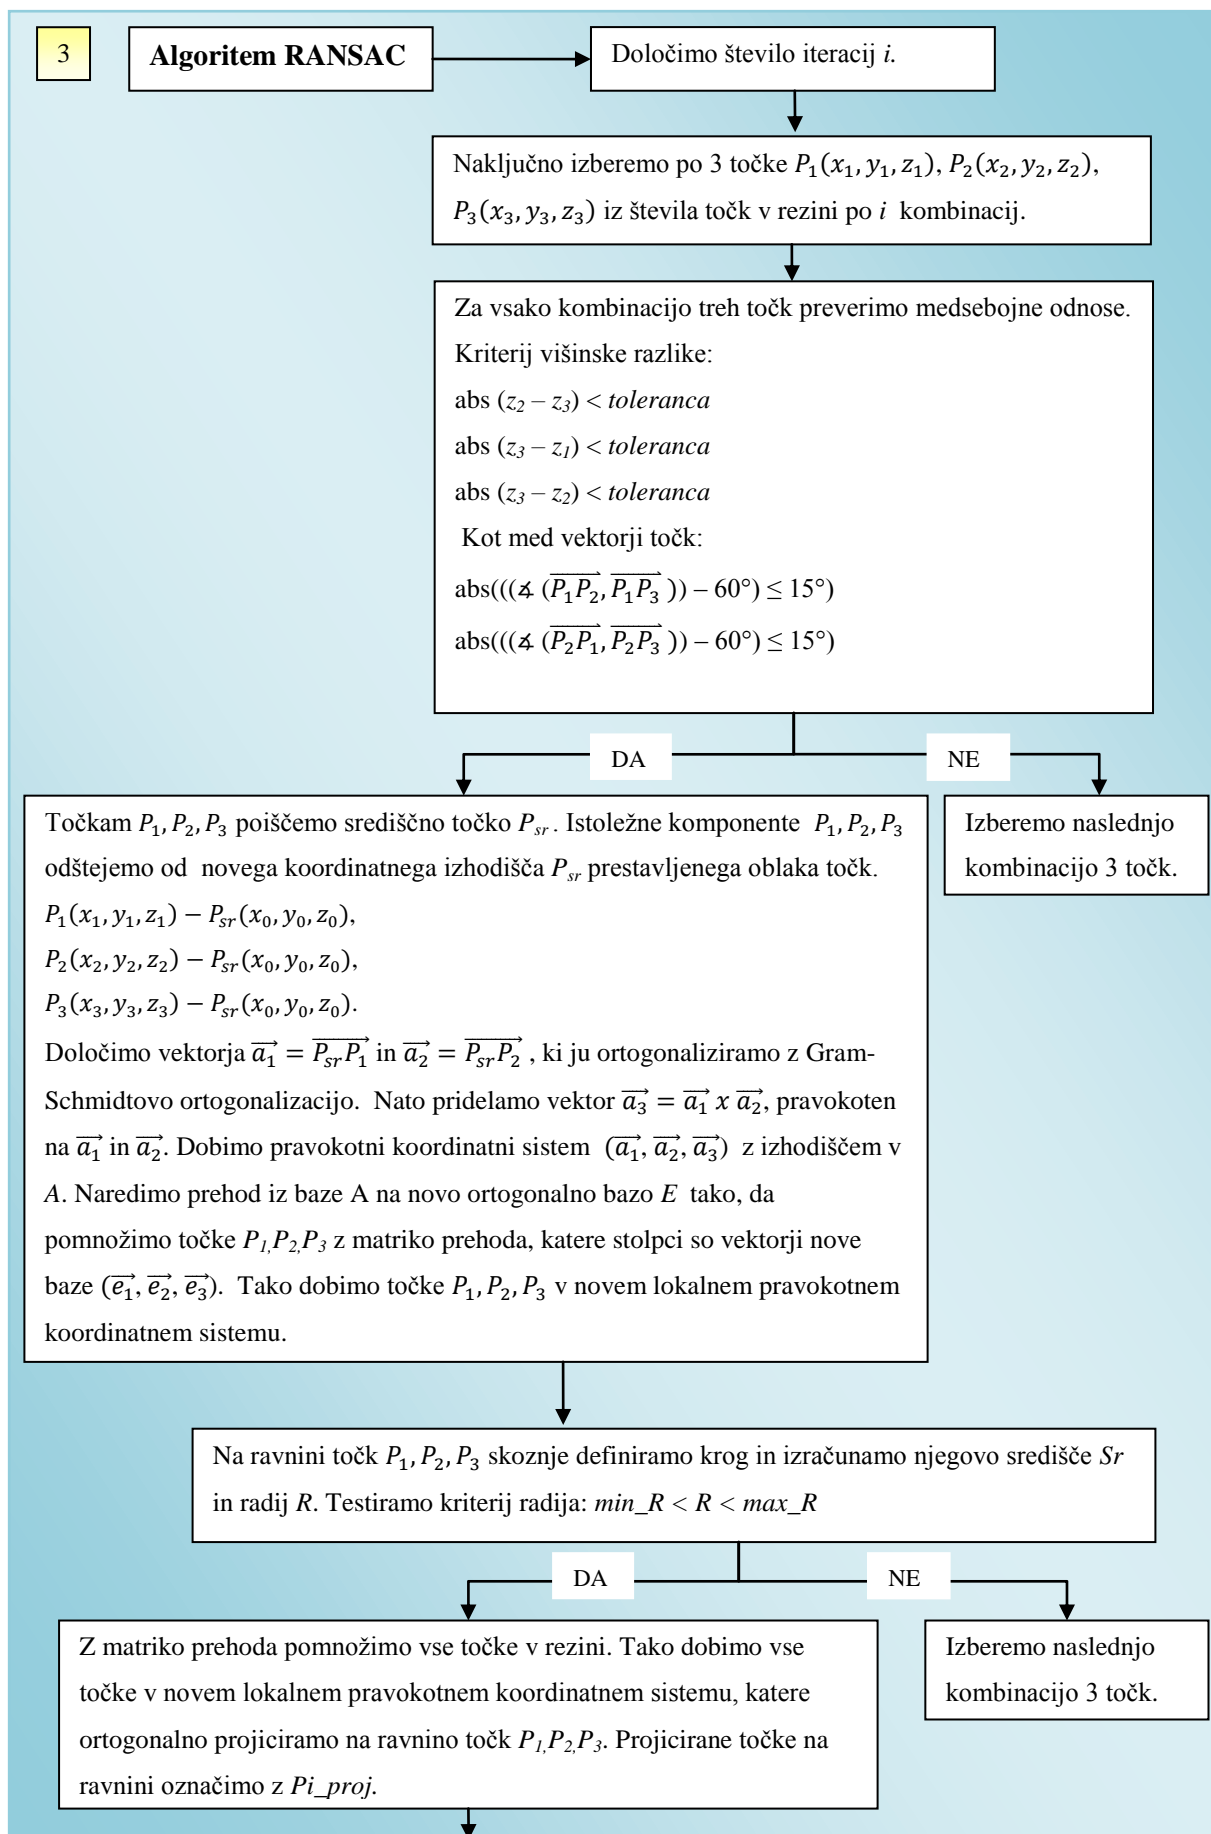 3
Algoritem RANSAC
Določimo število iteracij i.
Naključno izberemo po 3 točke P₁(x₁, y₁, z₁), P₂(x₂, y₂, z₂),
P₃(x₃, y₃, z₃) iz števila točk v rezini po i kombinacij.
Za vsako kombinacijo treh točk preverimo medsebojne odnose.
Kriterij višinske razlike:
abs (z₂ – z₃) < toleranca
abs (z₃ – z₁) < toleranca
abs (z₃ – z₂) < toleranca
Kot med vektorji točk:
abs(((∡ (P₁P₂→, P₁P₃→ )) – 60°) ≤ 15°)
abs(((∡ (P₂P₁→, P₂P₃→ )) – 60°) ≤ 15°)
DA
NE
Točkam P₁, P₂, P₃ poiščemo središčno točko Pₛᵣ. Istoležne komponente P₁, P₂, P₃
odštejemo od novega koordinatnega izhodišča Pₛᵣ prestavljenega oblaka točk.
P₁(x₁, y₁, z₁) − Pₛᵣ(x₀, y₀, z₀),
P₂(x₂, y₂, z₂) − Pₛᵣ(x₀, y₀, z₀),
P₃(x₃, y₃, z₃) − Pₛᵣ(x₀, y₀, z₀).
Določimo vektorja a₁→ = PₛᵣP₁→ in a₂→ = PₛᵣP₂→ , ki ju ortogonaliziramo z Gram-
Schmidtovo ortogonalizacijo. Nato pridelamo vektor a₃→ = a₁→ x a₂→, pravokoten
na a₁→ in a₂→. Dobimo pravokotni koordinatni sistem (a₁→, a₂→, a₃→) z izhodiščem v
A. Naredimo prehod iz baze A na novo ortogonalno bazo E tako, da
pomnožimo točke P₁,P₂,P₃ z matriko prehoda, katere stolpci so vektorji nove
baze (e₁→, e₂→, e₃→). Tako dobimo točke P₁, P₂, P₃ v novem lokalnem pravokotnem
koordinatnem sistemu.
Izberemo naslednjo
kombinacijo 3 točk.
Na ravnini točk P₁, P₂, P₃ skoznje definiramo krog in izračunamo njegovo središče Sr
in radij R. Testiramo kriterij radija: min_R < R < max_R
DA
NE
Z matriko prehoda pomnožimo vse točke v rezini. Tako dobimo vse
točke v novem lokalnem pravokotnem koordinatnem sistemu, katere
ortogonalno projiciramo na ravnino točk P₁,P₂,P₃. Projicirane točke na
ravnini označimo z Pi_proj.
Izberemo naslednjo
kombinacijo 3 točk.